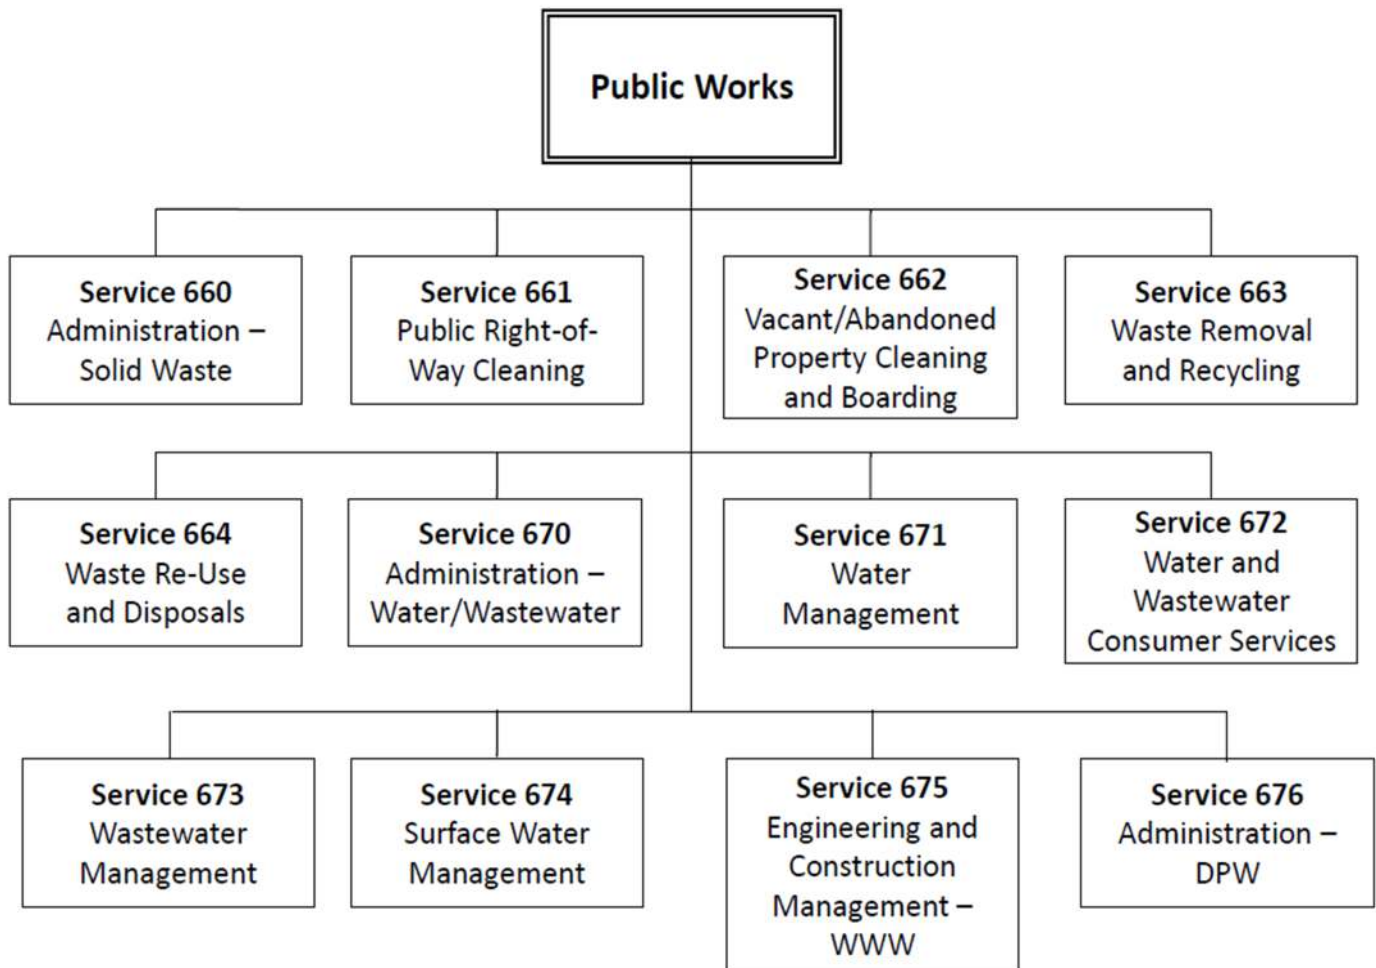 Public Works
Service 660
Administration –
Solid Waste
Service 661
Public Right-of-
Way Cleaning
Service 662
Vacant/Abandoned
Property Cleaning
and Boarding
Service 663
Waste Removal
and Recycling
Service 664
Waste Re-Use
and Disposals
Service 670
Administration –
Water/Wastewater
Service 671
Water
Management
Service 672
Water and
Wastewater
Consumer Services
Service 673
Wastewater
Management
Service 674
Surface Water
Management
Service 675
Engineering and
Construction
Management –
WWW
Service 676
Administration –
DPW